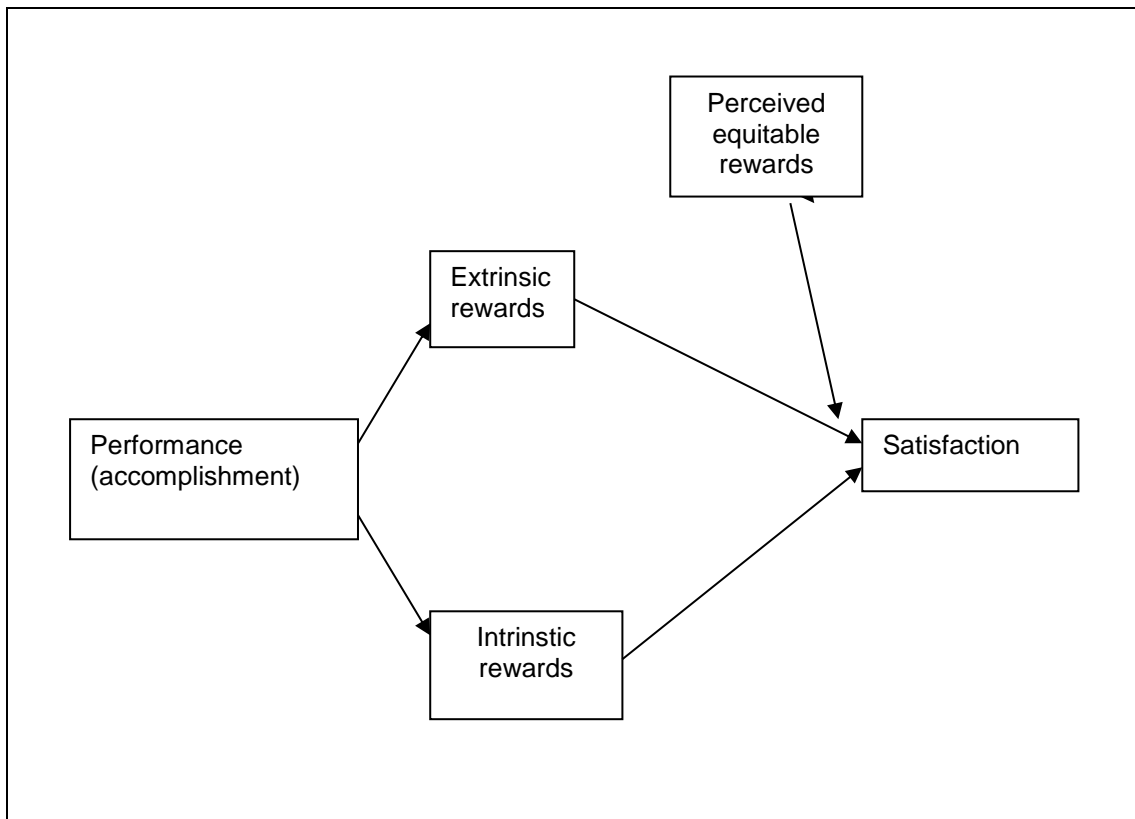 Perceived
equitable
rewards
Extrinsic
rewards
Performance
(accomplishment)
Satisfaction
Intrinstic
rewards